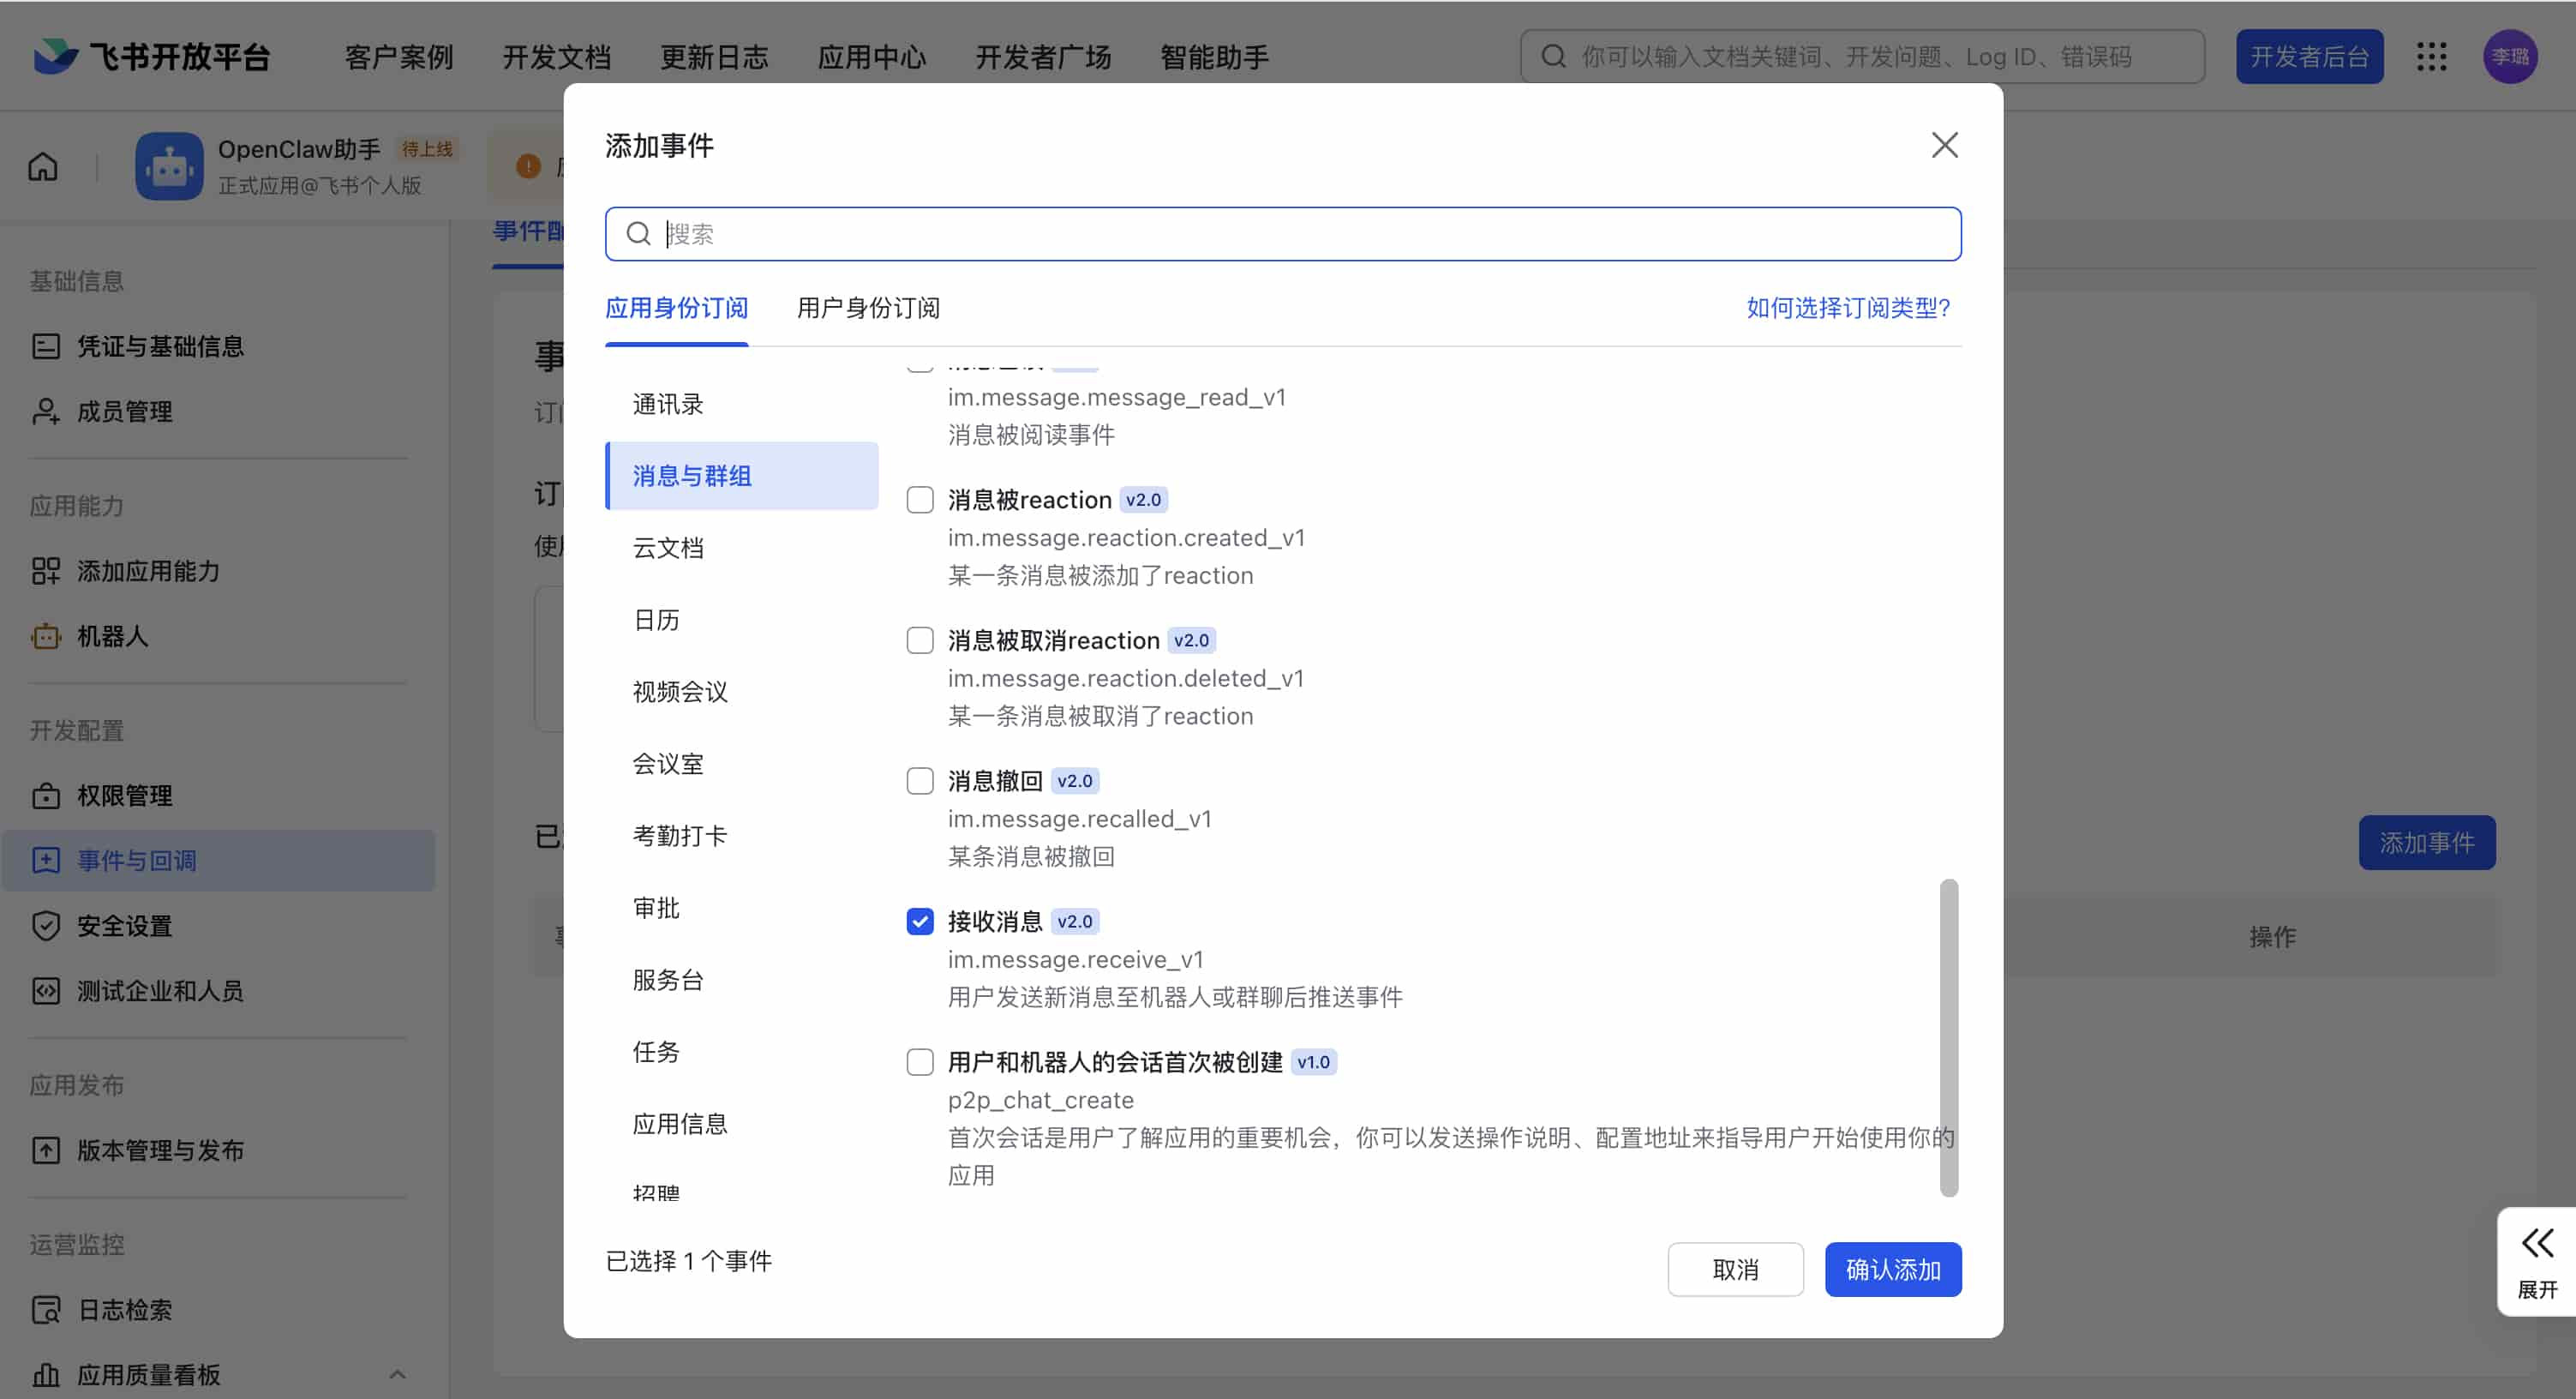 飞书开放平台
客户案例
开发文档
更新日志
应用中心
开发者广场
智能助手
你可以输入文档关键词、开发问题、Log ID、错误码
开发者后台
李璐
OpenClaw助手 待上线
正式应用@飞书个人版
基础信息
凭证与基础信息
成员管理
应用能力
添加应用能力
机器人
开发配置
权限管理
事件与回调
安全设置
测试企业和人员
应用发布
版本管理与发布
运营监控
日志检索
应用质量看板
事件配
事
订
使用
添加事件
操作
展开
添加事件
搜索
应用身份订阅
用户身份订阅
如何选择订阅类型?
通讯录
消息与群组
云文档
日历
视频会议
会议室
考勤打卡
审批
服务台
任务
应用信息
招聘
im.message.message_read_v1
消息被阅读事件
消息被reaction v2.0
im.message.reaction.created_v1
某一条消息被添加了reaction
消息被取消reaction v2.0
im.message.reaction.deleted_v1
某一条消息被取消了reaction
消息撤回 v2.0
im.message.recalled_v1
某条消息被撤回
接收消息 v2.0
im.message.receive_v1
用户发送新消息至机器人或群聊后推送事件
用户和机器人的会话首次被创建 v1.0
p2p_chat_create
首次会话是用户了解应用的重要机会，你可以发送操作说明、配置地址来指导用户开始使用你的
应用
已选择 1 个事件
取消
确认添加